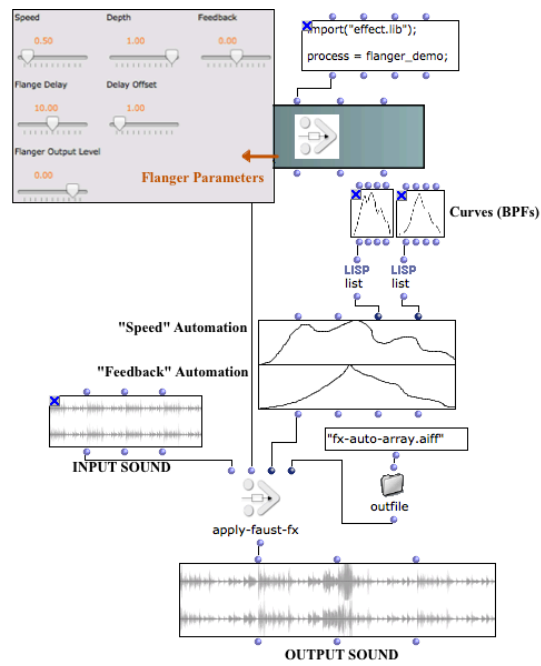 Speed Depth Feedback
0.50 1.00 0.00
Flange Delay Delay Offset
10.00 1.00
Flanger Output Level
0.00
import("effect.lib");
process = flanger_demo;
Flanger Parameters
Curves (BPFs)
LISP LISP
list list
"Speed" Automation
"Feedback" Automation
"fx-auto-array.aiff"
INPUT SOUND
outfile
apply-faust-fx
OUTPUT SOUND